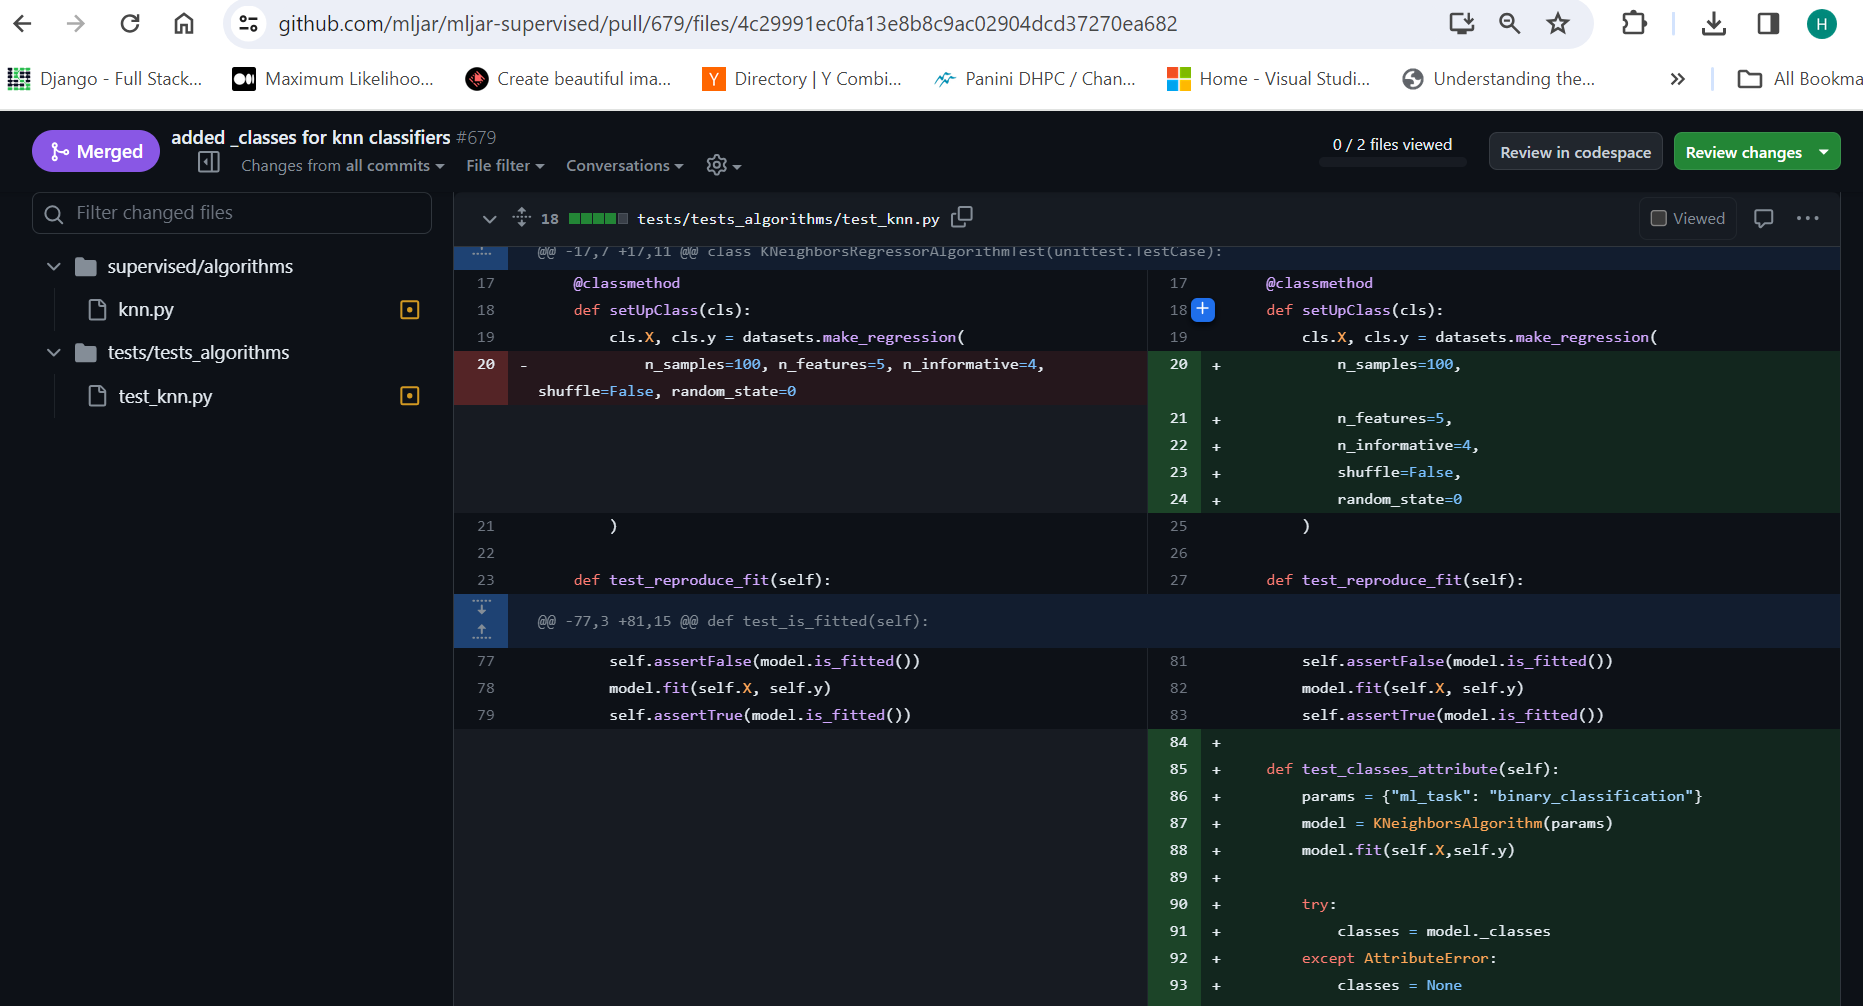 github.com/mljar/mljar-supervised/pull/679/files/4c29991ec0fa13e8b8c9ac02904dcd37270ea682
H
Django - Full Stack... Maximum Likelihoo... Create beautiful ima... Y Directory | Y Combi... Panini DHPC / Chan... Home - Visual Studi... Understanding the... » All Bookma
Merged
added _classes for knn classifiers #679
Changes from all commits File filter Conversations
0 / 2 files viewed
Review in codespace
Review changes
Filter changed files
supervised/algorithms
knn.py
tests/tests_algorithms
test_knn.py
18 tests/tests_algorithms/test_knn.py
Viewed
@@ -17,7 +17,11 @@ class KNeighborsRegressorAlgorithmTest(unittest.TestCase):
17 @classmethod 17 @classmethod
18 def setUpClass(cls): 18 + def setUpClass(cls):
19 cls.X, cls.y = datasets.make_regression( 19 cls.X, cls.y = datasets.make_regression(
20 - n_samples=100, n_features=5, n_informative=4, 20 + n_samples=100,
shuffle=False, random_state=0
21 + n_features=5,
22 + n_informative=4,
23 + shuffle=False,
24 + random_state=0
21 ) 25 )
22 26
23 def test_reproduce_fit(self): 27 def test_reproduce_fit(self):
@@ -77,3 +81,15 @@ def test_is_fitted(self):
77 self.assertFalse(model.is_fitted()) 81 self.assertFalse(model.is_fitted())
78 model.fit(self.X, self.y) 82 model.fit(self.X, self.y)
79 self.assertTrue(model.is_fitted()) 83 self.assertTrue(model.is_fitted())
84 +
85 + def test_classes_attribute(self):
86 + params = {"ml_task": "binary_classification"}
87 + model = KNeighborsAlgorithm(params)
88 + model.fit(self.X,self.y)
89 +
90 + try:
91 + classes = model._classes
92 + except AttributeError:
93 + classes = None